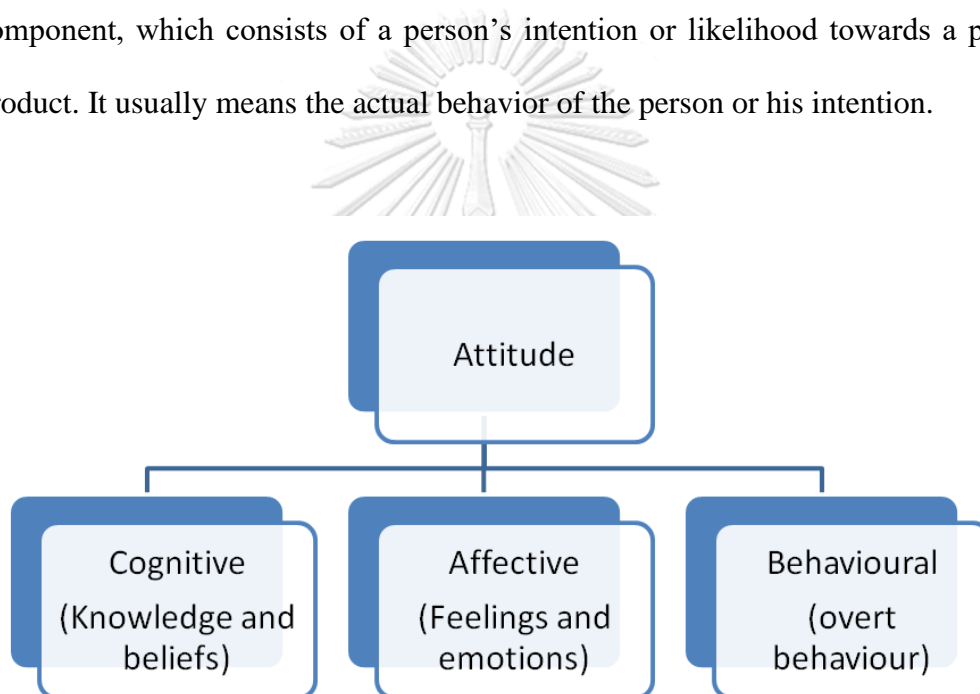 omponent, which consists of a person’s intention or likelihood towards a p
roduct. It usually means the actual behavior of the person or his intention.
Attitude
Cognitive
(Knowledge and
beliefs)
Affective
(Feelings and
emotions)
Behavioural
(overt
behaviour)